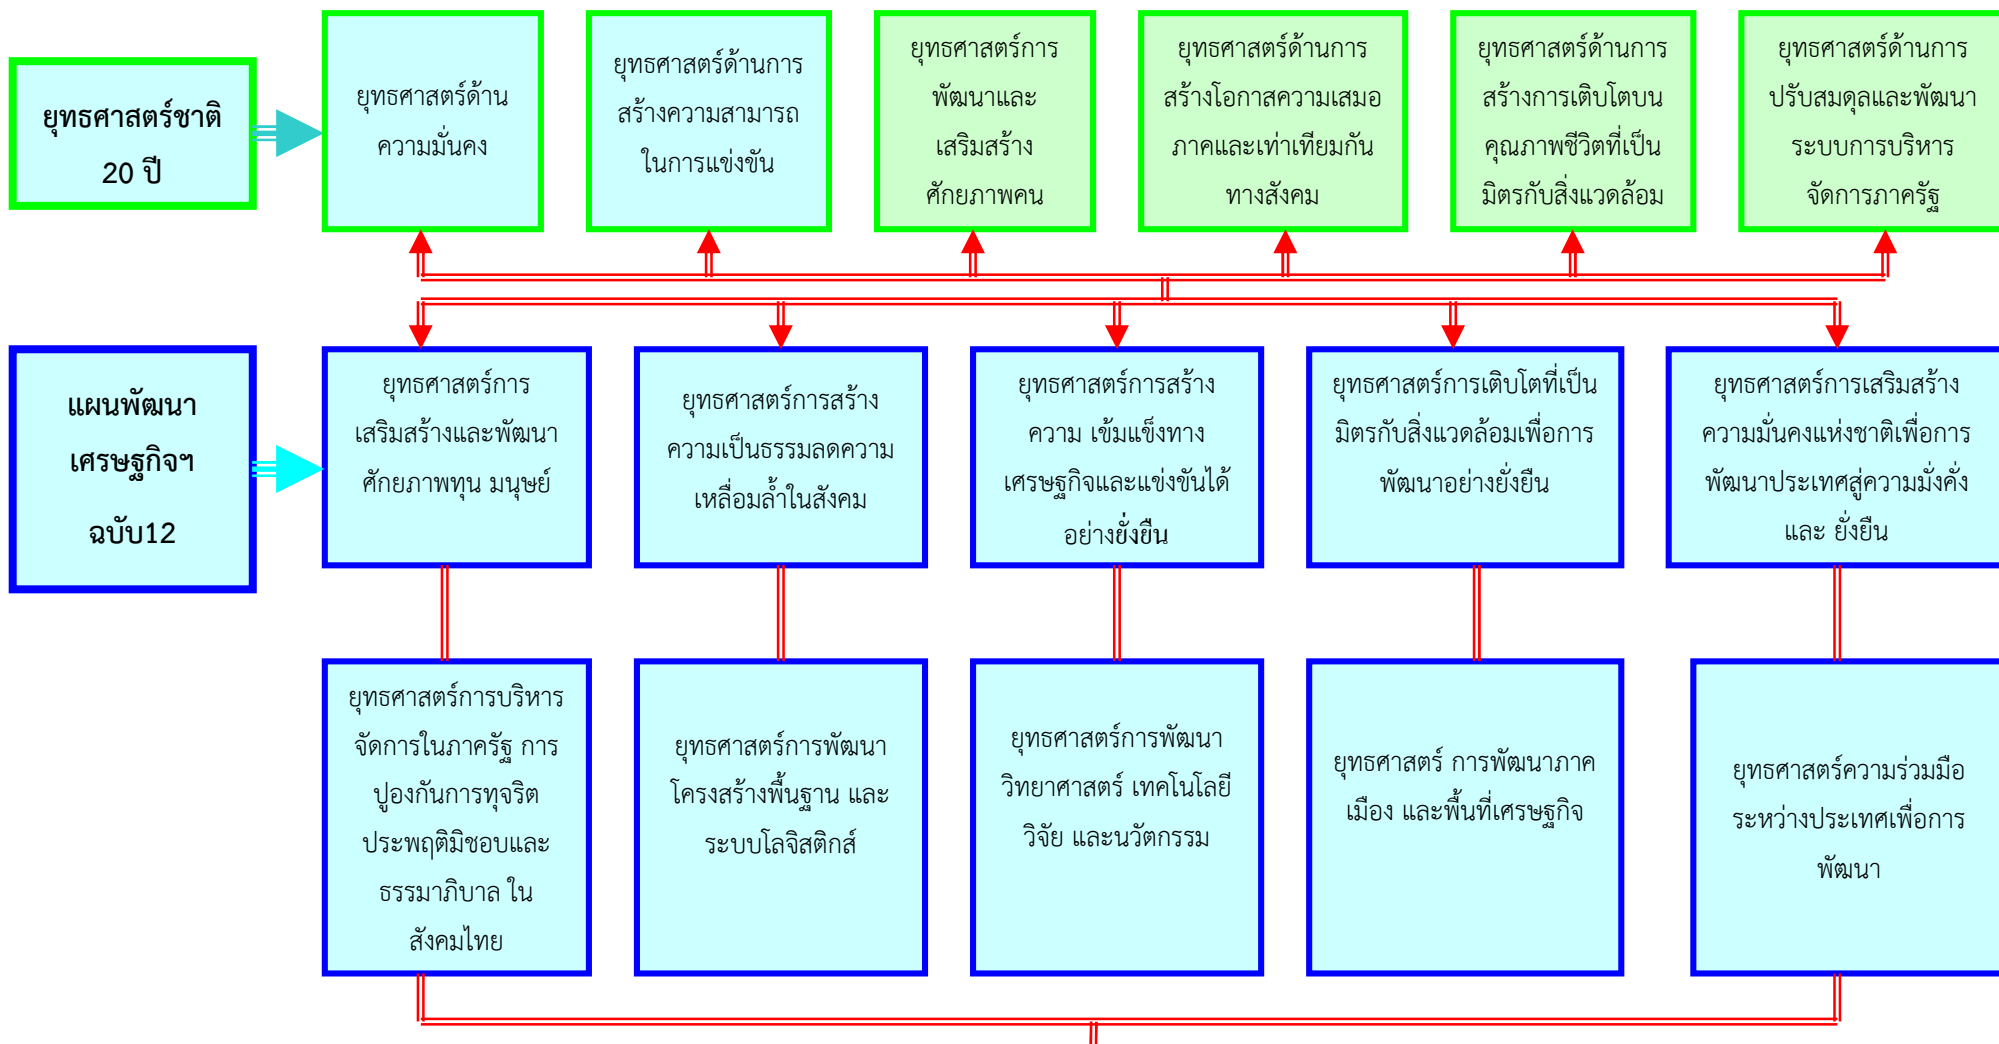 ยุทธศาสตร์ชาติ
20 ปี
ยุทธศาสตร์ด้าน
ความมั่นคง
ยุทธศาสตร์ด้านการ
สร้างความสามารถ
ในการแข่งขัน
ยุทธศาสตร์การ
พัฒนาและ
เสริมสร้าง
ศักยภาพคน
ยุทธศาสตร์ด้านการ
สร้างโอกาสความเสมอ
ภาคและเท่าเทียมกัน
ทางสังคม
ยุทธศาสตร์ด้านการ
สร้างการเติบโตบน
คุณภาพชีวิตที่เป็น
มิตรกับสิ่งแวดล้อม
ยุทธศาสตร์ด้านการ
ปรับสมดุลและพัฒนา
ระบบการบริหาร
จัดการภาครัฐ
แผนพัฒนา
เศรษฐกิจฯ
ฉบับ12
ยุทธศาสตร์การ
เสริมสร้างและพัฒนา
ศักยภาพทุน มนุษย์
ยุทธศาสตร์การสร้าง
ความเป็นธรรมลดความ
เหลื่อมล้ำในสังคม
ยุทธศาสตร์การสร้าง
ความ เข้มแข็งทาง
เศรษฐกิจและแข่งขันได้
อย่างยั่งยืน
ยุทธศาสตร์การเติบโตที่เป็น
มิตรกับสิ่งแวดล้อมเพื่อการ
พัฒนาอย่างยั่งยืน
ยุทธศาสตร์การเสริมสร้าง
ความมั่นคงแห่งชาติเพื่อการ
พัฒนาประเทศสู่ความมั่งคั่ง
และ ยั่งยืน
ยุทธศาสตร์การบริหาร
จัดการในภาครัฐ การ
ปูองกันการทุจริต
ประพฤติมิชอบและ
ธรรมาภิบาล ใน
สังคมไทย
ยุทธศาสตร์การพัฒนา
โครงสร้างพื้นฐาน และ
ระบบโลจิสติกส์
ยุทธศาสตร์การพัฒนา
วิทยาศาสตร์ เทคโนโลยี
วิจัย และนวัตกรรม
ยุทธศาสตร์ การพัฒนาภาค
เมือง และพื้นที่เศรษฐกิจ
ยุทธศาสตร์ความร่วมมือ
ระหว่างประเทศเพื่อการ
พัฒนา